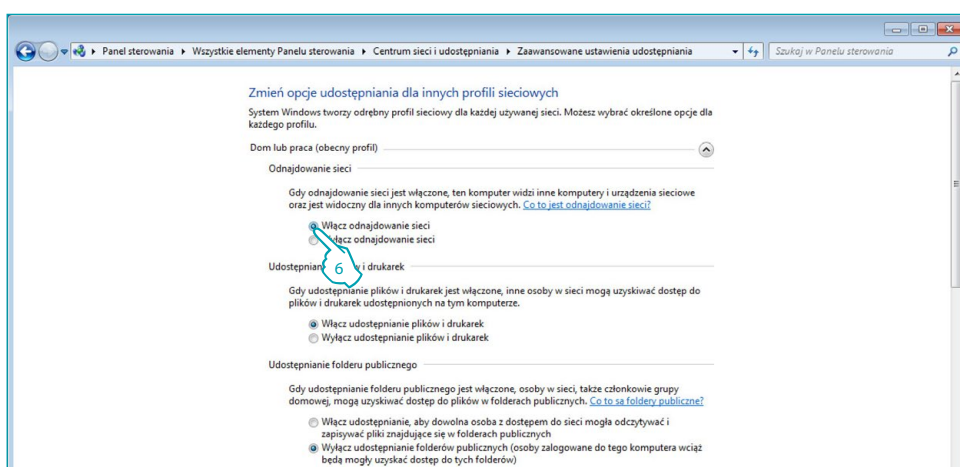 Panel sterowania ▸ Wszystkie elementy Panelu sterowania ▸ Centrum sieci i udostępniania ▸ Zaawansowane ustawienia udostępniania
Szukaj w Panelu sterowania
Zmień opcje udostępniania dla innych profili sieciowych
System Windows tworzy odrębny profil sieciowy dla każdej używanej sieci. Możesz wybrać określone opcje dla
każdego profilu.
Dom lub praca (obecny profil)
Odnajdowanie sieci
Gdy odnajdowanie sieci jest włączone, ten komputer widzi inne komputery i urządzenia sieciowe
oraz jest widoczny dla innych komputerów sieciowych. Co to jest odnajdowanie sieci?
Włącz odnajdowanie sieci
Wyłącz odnajdowanie sieci
6
Udostępnianie i drukarek
Gdy udostępnianie plików i drukarek jest włączone, inne osoby w sieci mogą uzyskiwać dostęp do
plików i drukarek udostępnionych na tym komputerze.
Włącz udostępnianie plików i drukarek
Wyłącz udostępnianie plików i drukarek
Udostępnianie folderu publicznego
Gdy udostępnianie folderu publicznego jest włączone, osoby w sieci, także członkowie grupy
domowej, mogą uzyskiwać dostęp do plików w folderach publicznych. Co to są foldery publiczne?
Włącz udostępnianie, aby dowolna osoba z dostępem do sieci mogła odczytywać i
zapisywać pliki znajdujące się w folderach publicznych
Wyłącz udostępnianie folderów publicznych (osoby zalogowane do tego komputera wciąż
będą mogły uzyskać dostęp do tych folderów)